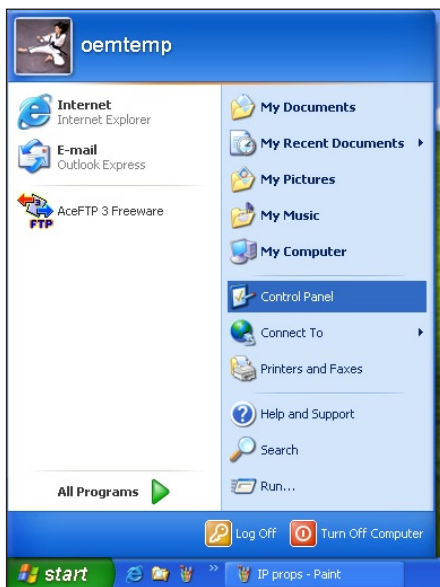 oemtemp
Internet
Internet Explorer
E-mail
Outlook Express
FTP
AceFTP 3 Freeware
All Programs
My Documents
My Recent Documents
My Pictures
My Music
My Computer
Control Panel
Connect To
Printers and Faxes
Help and Support
Search
Run...
Log Off
Turn Off Computer
start
IP props - Paint